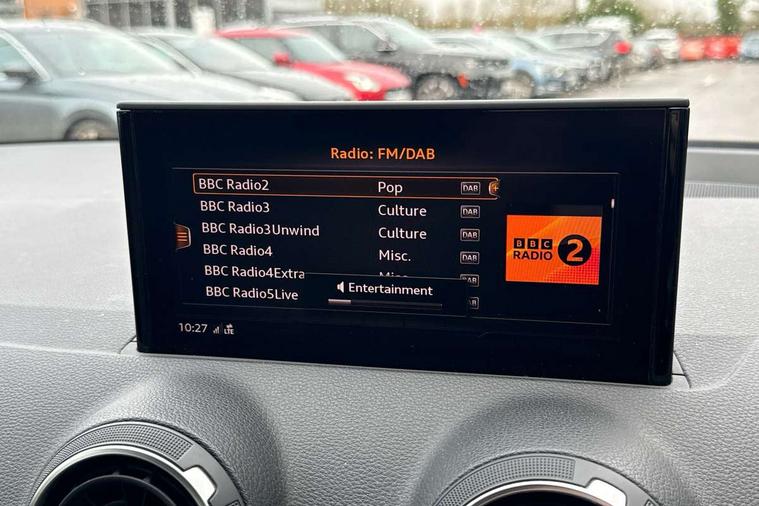 Radio: FM/DAB
BBC Radio2 Pop DAB
BBC Radio3 Culture DAB
BBC Radio3Unwind Culture DAB
BBC Radio4 Misc. DAB
BBC Radio4Extra
BBC Radio5Live
Entertainment
BBC
RADIO 2
10:27 LTE